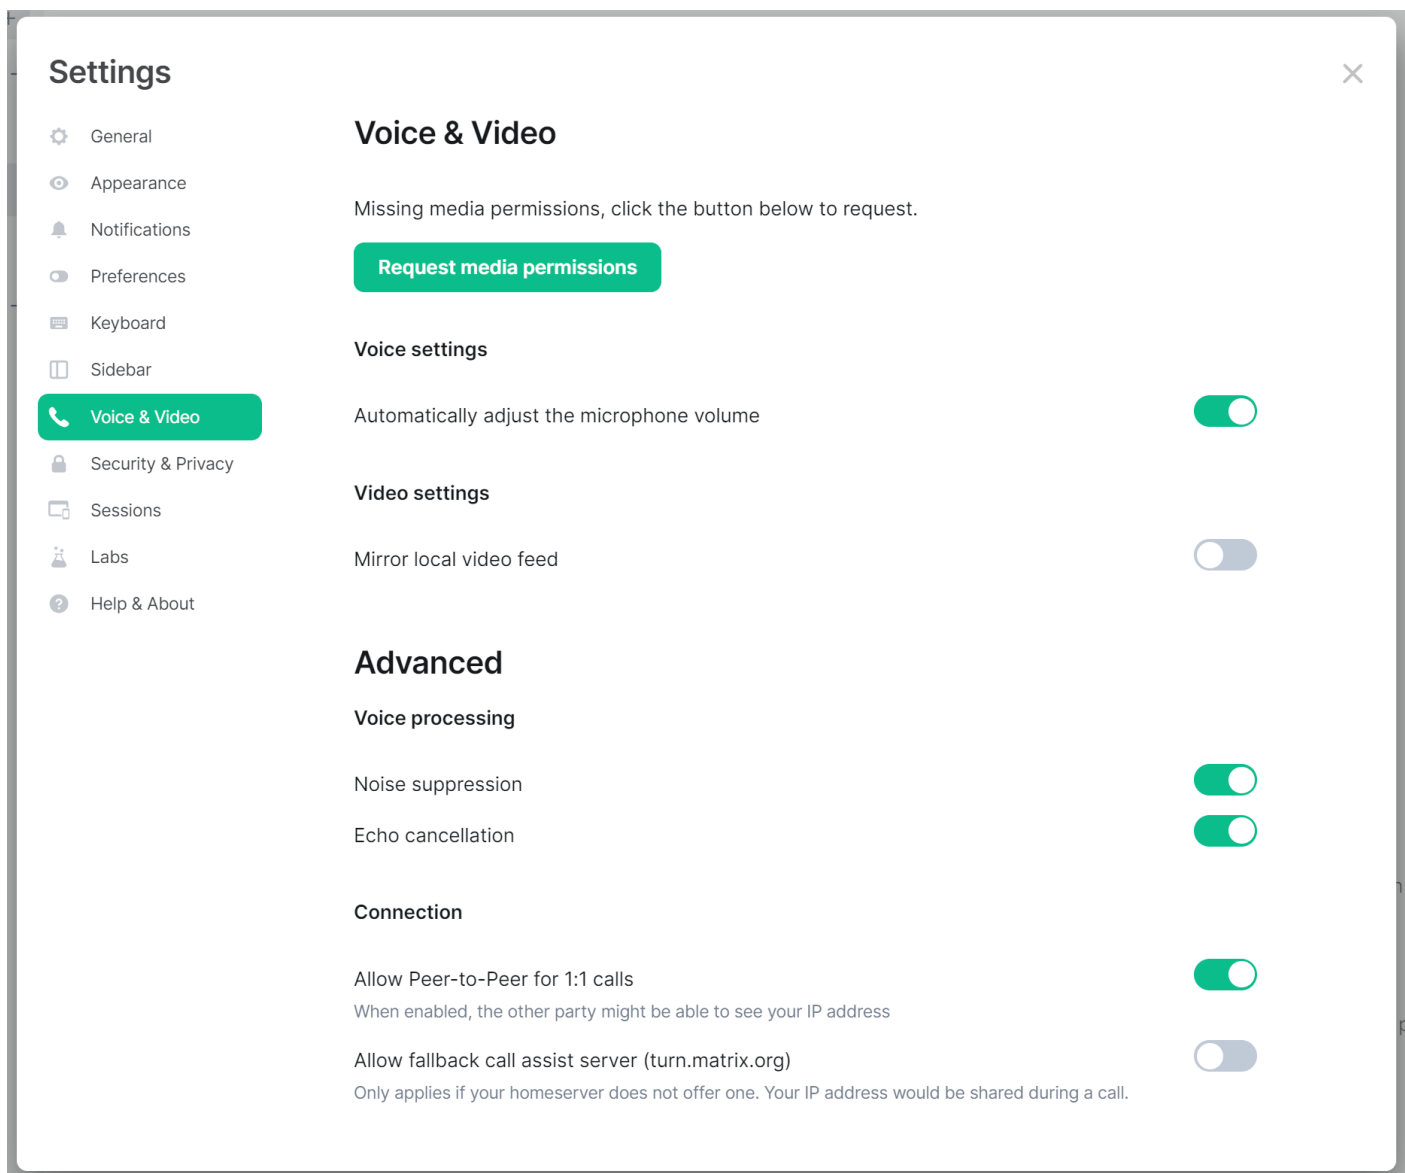 Settings
General
Appearance
Notifications
Preferences
Keyboard
Sidebar
Voice & Video
Security & Privacy
Sessions
Labs
Help & About
Voice & Video
Missing media permissions, click the button below to request.
Request media permissions
Voice settings
Automatically adjust the microphone volume
Video settings
Mirror local video feed
Advanced
Voice processing
Noise suppression
Echo cancellation
Connection
Allow Peer-to-Peer for 1:1 calls
When enabled, the other party might be able to see your IP address
Allow fallback call assist server (turn.matrix.org)
Only applies if your homeserver does not offer one. Your IP address would be shared during a call.